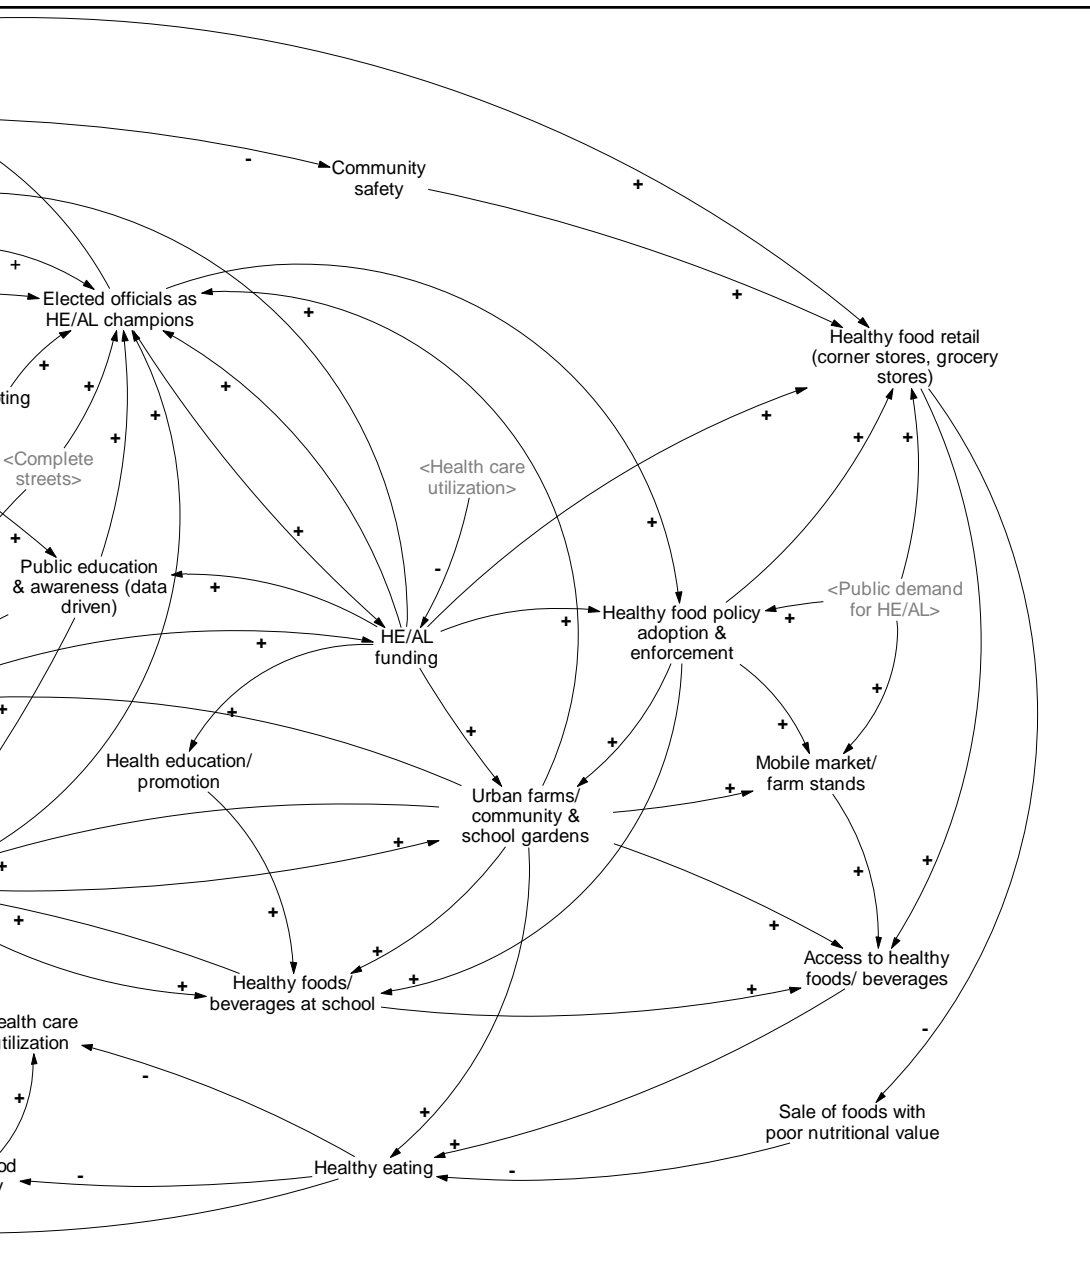 -
Community
safety
+
+
Elected officials as
HE/AL champions
+
+
Healthy food retail
(corner stores, grocery
stores)
+
+
+
ting
+
+
+
+
+
+
<Complete
streets>
<Health care
utilization>
+
+
+
-
Public education
& awareness (data
driven)
+
<Public demand
for HE/AL>
Healthy food policy
adoption &
enforcement
+
+
HE/AL
funding
+
+
+
+
+
+
+
Health education/
promotion
Mobile market/
farm stands
Urban farms/
community &
school gardens
+
+
+
+
+
+
+
+
+
Access to healthy
foods/ beverages
Healthy foods/
beverages at school
+
+
+
ealth care
tilization
-
-
+
Sale of foods with
poor nutritional value
+
+
Healthy eating
-
-
od
y